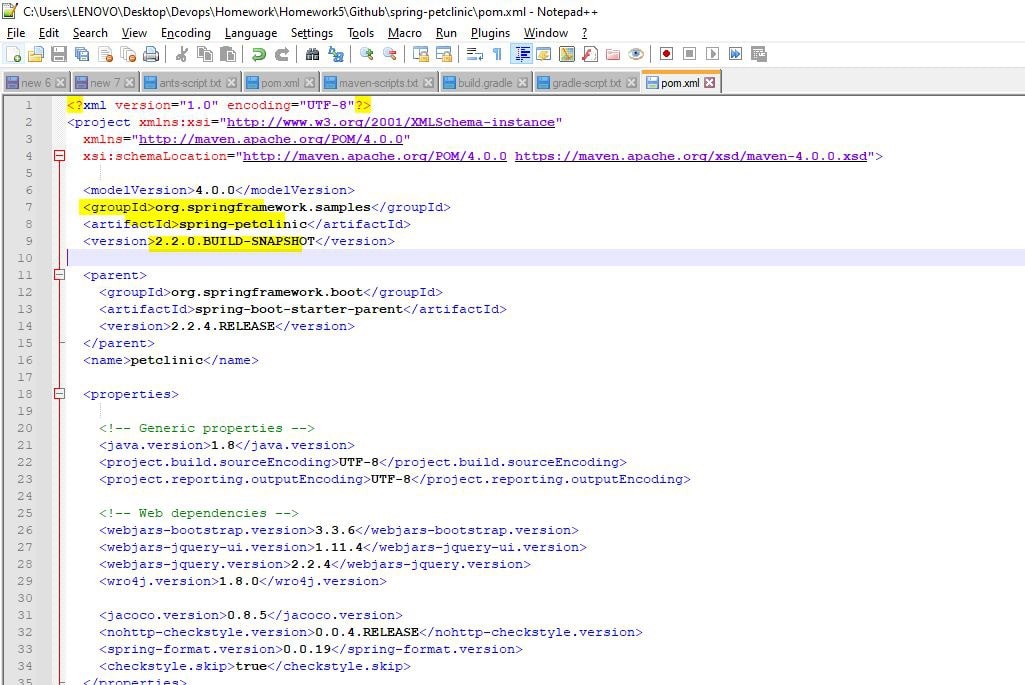 C:\Users\LENOVO\Desktop\Devops\Homework\Homework5\Github\spring-petclinic\pom.xml - Notepad++
File Edit Search View Encoding Language Settings Tools Macro Run Plugins Window ?
new 6 new 7 ants-script.txt pom.xml maven-scripts.txt build.gradle gradle-scrpt.txt pom.xml
1 <?xml version="1.0" encoding="UTF-8"?>
2 <project xmlns:xsi="http://www.w3.org/2001/XMLSchema-instance"
3 xmlns="http://maven.apache.org/POM/4.0.0"
4 xsi:schemaLocation="http://maven.apache.org/POM/4.0.0 https://maven.apache.org/xsd/maven-4.0.0.xsd">
5
6 <modelVersion>4.0.0</modelVersion>
7 <groupId>org.springframework.samples</groupId>
8 <artifactId>spring-petclinic</artifactId>
9 <version>2.2.0.BUILD-SNAPSHOT</version>
10
11 <parent>
12 <groupId>org.springframework.boot</groupId>
13 <artifactId>spring-boot-starter-parent</artifactId>
14 <version>2.2.4.RELEASE</version>
15 </parent>
16 <name>petclinic</name>
17
18 <properties>
19
20 <!-- Generic properties -->
21 <java.version>1.8</java.version>
22 <project.build.sourceEncoding>UTF-8</project.build.sourceEncoding>
23 <project.reporting.outputEncoding>UTF-8</project.reporting.outputEncoding>
24
25 <!-- Web dependencies -->
26 <webjars-bootstrap.version>3.3.6</webjars-bootstrap.version>
27 <webjars-jquery-ui.version>1.11.4</webjars-jquery-ui.version>
28 <webjars-jquery.version>2.2.4</webjars-jquery.version>
29 <wro4j.version>1.8.0</wro4j.version>
30
31 <jacoco.version>0.8.5</jacoco.version>
32 <nohttp-checkstyle.version>0.0.4.RELEASE</nohttp-checkstyle.version>
33 <spring-format.version>0.0.19</spring-format.version>
34 <checkstyle.skip>true</checkstyle.skip>
35 </properties>